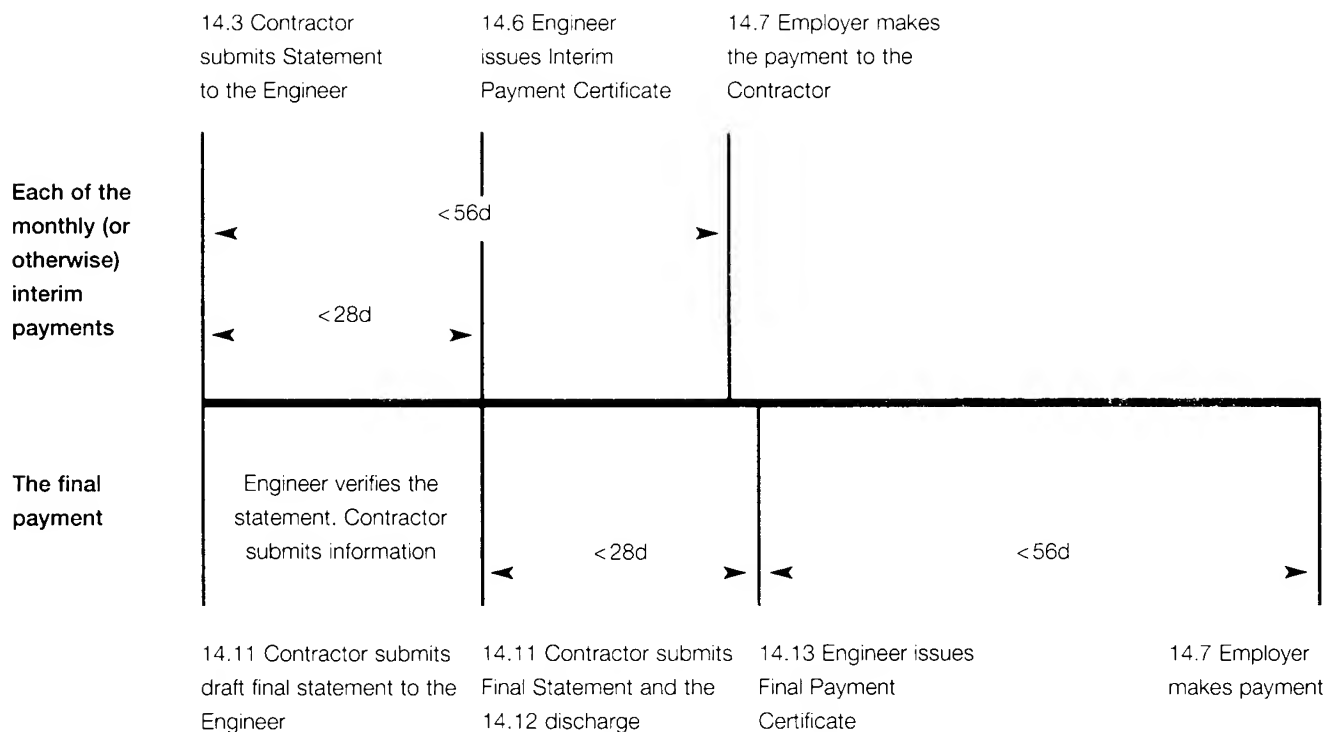 14.3 Contractor
submits Statement
to the Engineer
14.6 Engineer
issues Interim
Payment Certificate
14.7 Employer makes
the payment to the
Contractor
Each of the
monthly (or
otherwise)
interim
payments
<56d
<28d
The final
payment
Engineer verifies the
statement. Contractor
submits information
<28d
<56d
14.11 Contractor submits
draft final statement to the
Engineer
14.11 Contractor submits
Final Statement and the
14.12 discharge
14.13 Engineer issues
Final Payment
Certificate
14.7 Employer
makes payment